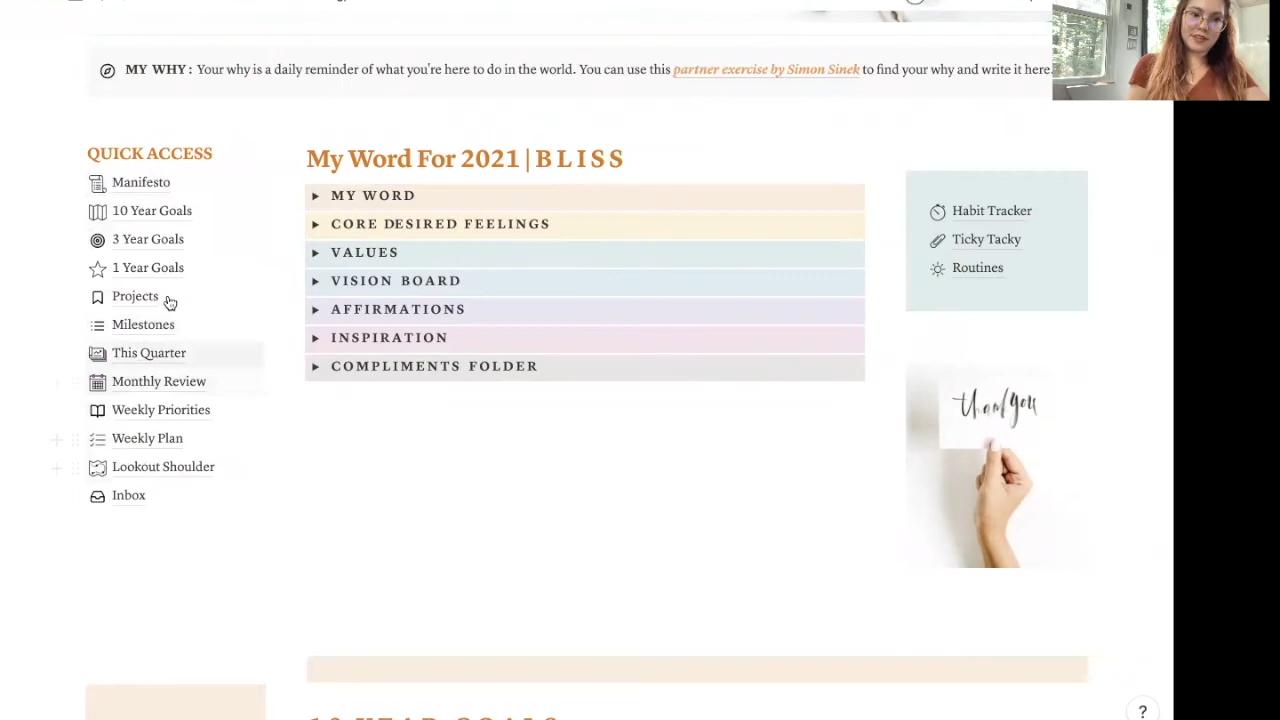 MY WHY : Your why is a daily reminder of what you're here to do in the world. You can use this partner exercise by Simon Sinek to find your why and write it here.
QUICK ACCESS
Manifesto
10 Year Goals
3 Year Goals
1 Year Goals
Projects
Milestones
This Quarter
Monthly Review
Weekly Priorities
Weekly Plan
Lookout Shoulder
Inbox
My Word For 2021 | B L I S S
MY WORD
CORE DESIRED FEELINGS
VALUES
VISION BOARD
AFFIRMATIONS
INSPIRATION
COMPLIMENTS FOLDER
Habit Tracker
Ticky Tacky
Routines
thank you
10 YEAR GOALS
?